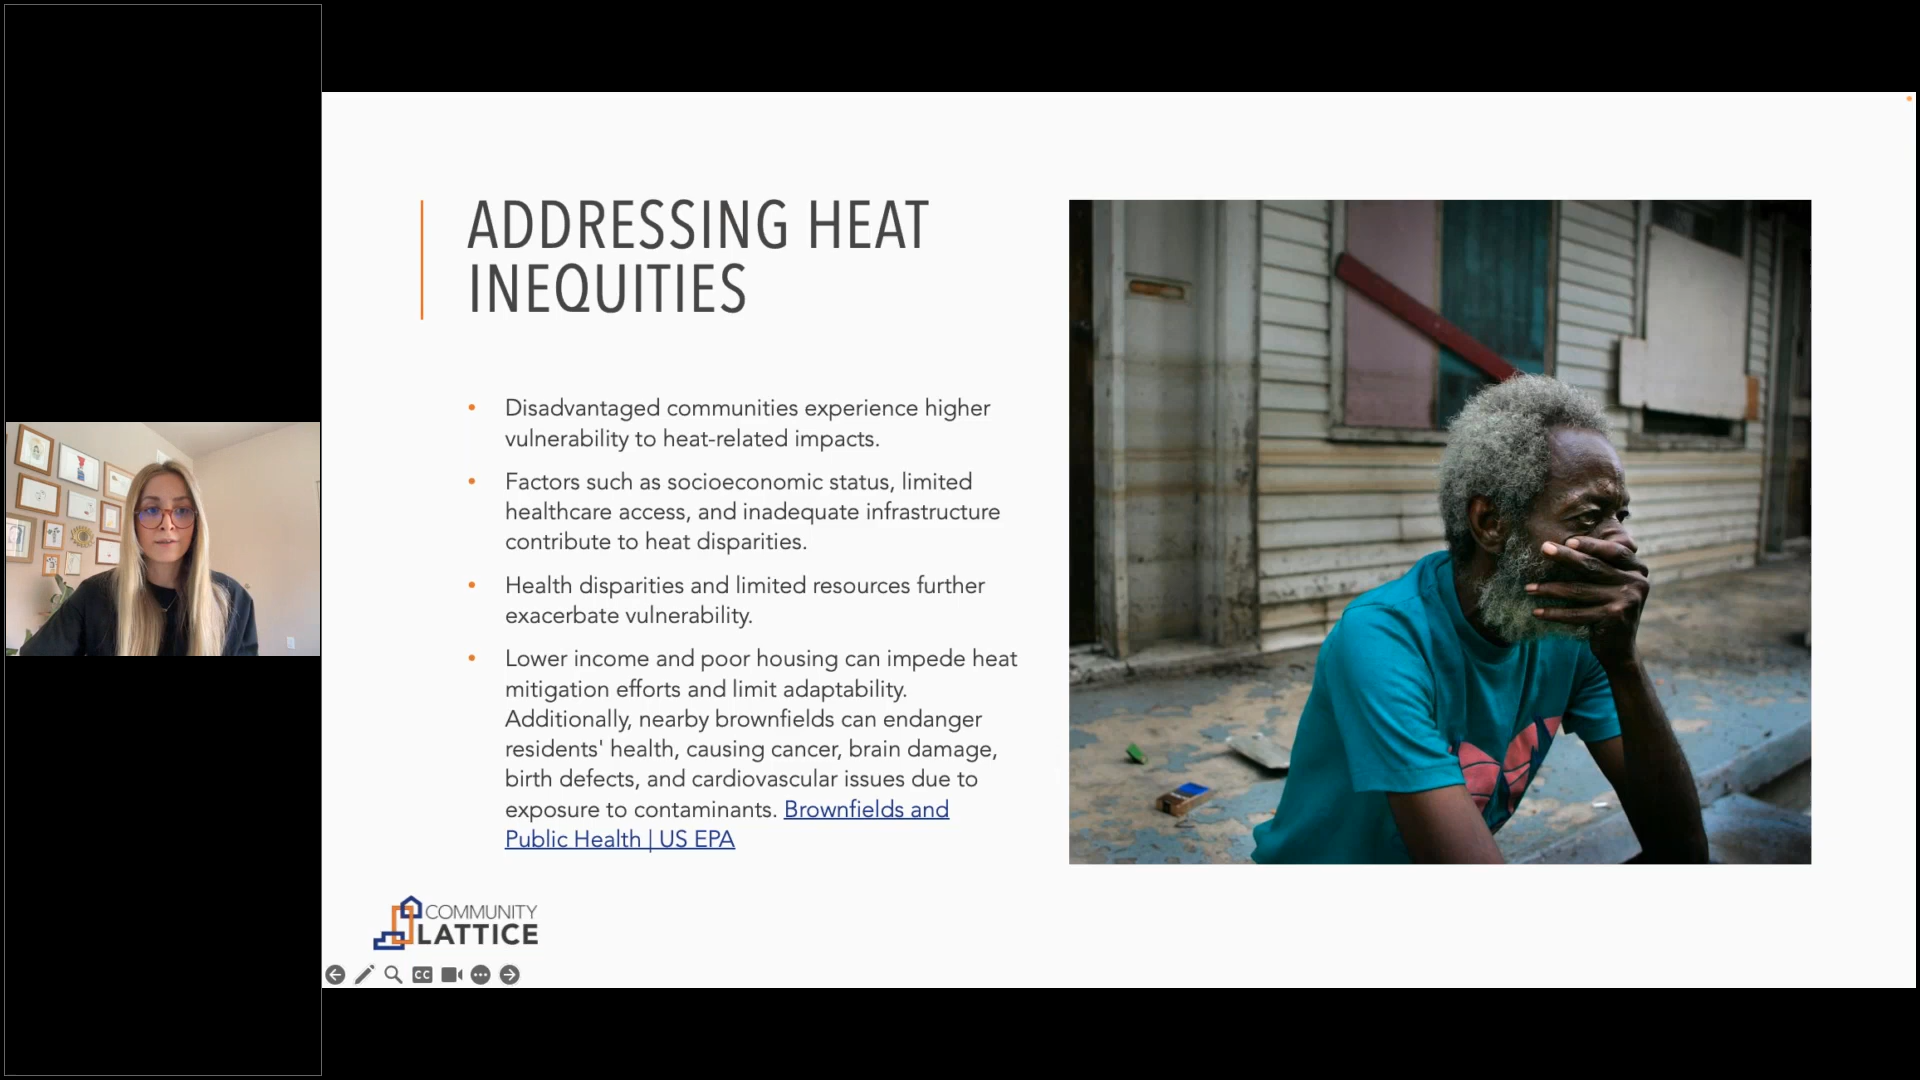 ADDRESSING HEAT
INEQUITIES
• Disadvantaged communities experience higher
vulnerability to heat-related impacts.
• Factors such as socioeconomic status, limited
healthcare access, and inadequate infrastructure
contribute to heat disparities.
• Health disparities and limited resources further
exacerbate vulnerability.
• Lower income and poor housing can impede heat
mitigation efforts and limit adaptability.
Additionally, nearby brownfields can endanger
residents' health, causing cancer, brain damage,
birth defects, and cardiovascular issues due to
exposure to contaminants. Brownfields and
Public Health | US EPA
COMMUNITY
LATTICE
CC